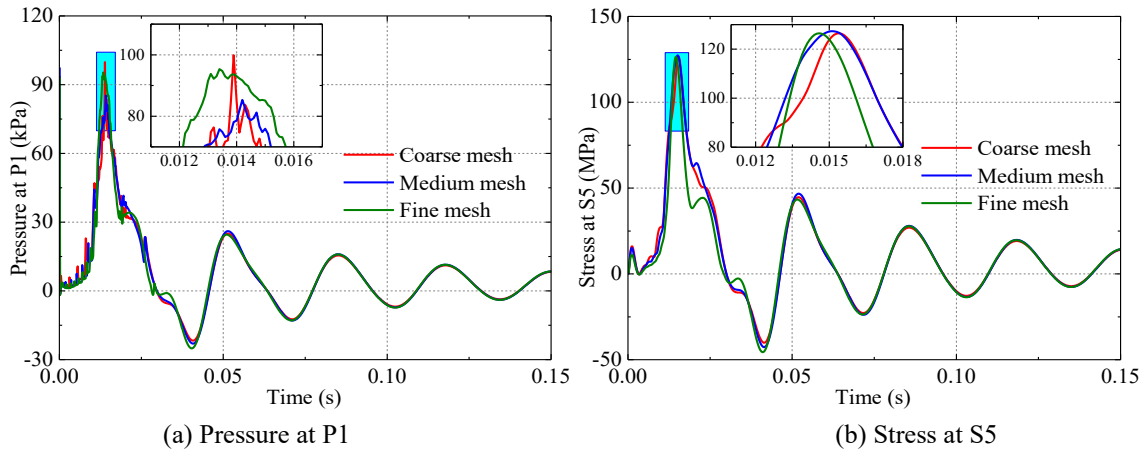 120
90
60
30
0
-30
Pressure at P1 (kPa)
100
80
0.012 0.014 0.016
Coarse mesh
Medium mesh
Fine mesh
0.00 0.05 0.10 0.15
Time (s)
(a) Pressure at P1
150
100
50
0
-50
Stress at S5 (MPa)
120
100
80
0.012 0.015 0.018
Coarse mesh
Medium mesh
Fine mesh
0.00 0.05 0.10 0.15
Time (s)
(b) Stress at S5